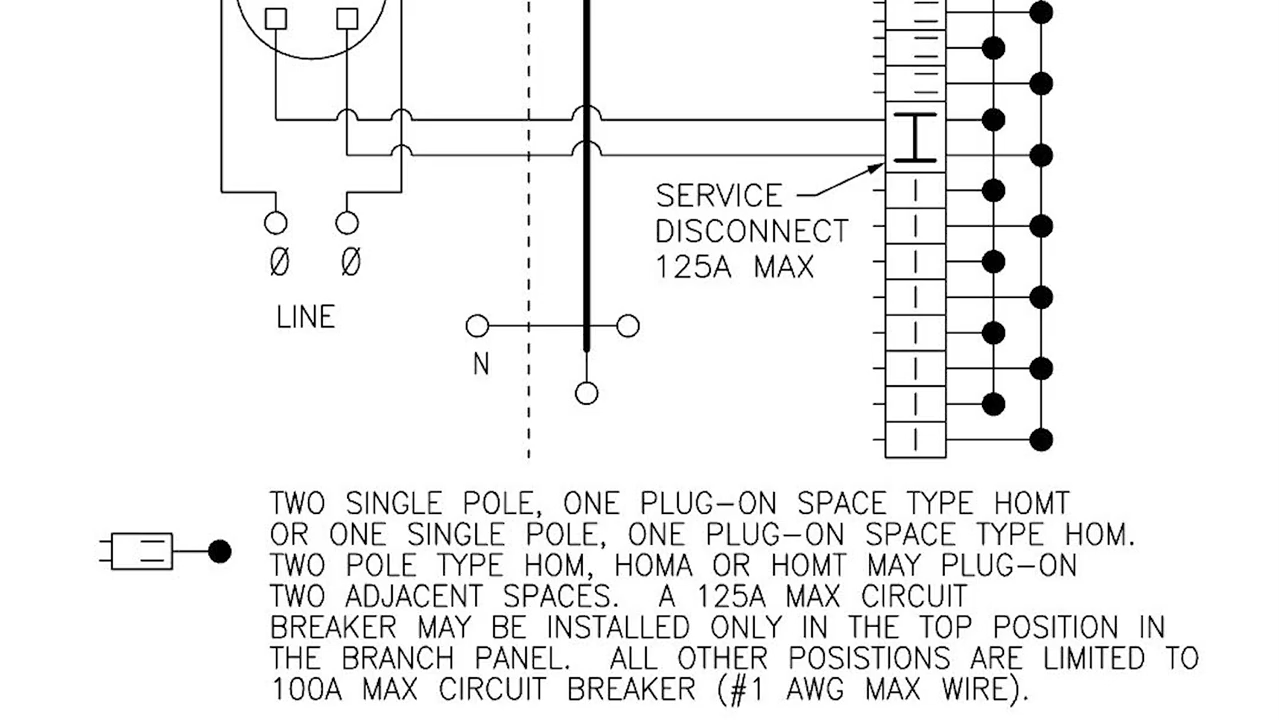 SERVICE
DISCONNECT
125A MAX
Ø Ø
LINE
N
TWO SINGLE POLE, ONE PLUG-ON SPACE TYPE HOMT
OR ONE SINGLE POLE, ONE PLUG-ON SPACE TYPE HOM.
TWO POLE TYPE HOM, HOMA OR HOMT MAY PLUG-ON
TWO ADJACENT SPACES. A 125A MAX CIRCUIT
BREAKER MAY BE INSTALLED ONLY IN THE TOP POSITION IN
THE BRANCH PANEL. ALL OTHER POSISTIONS ARE LIMITED TO
100A MAX CIRCUIT BREAKER (#1 AWG MAX WIRE).